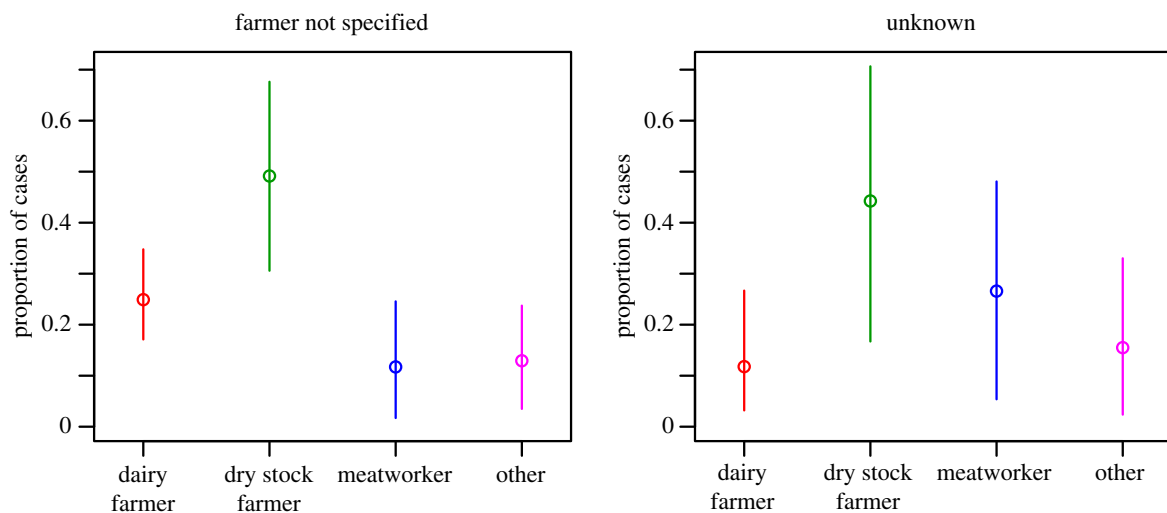 farmer not specified
proportion of cases
0.6
0.4
0.2
0
dairy
farmer
dry stock
farmer
meatworker
other
unknown
proportion of cases
0.6
0.4
0.2
0
dairy
farmer
dry stock
farmer
meatworker
other